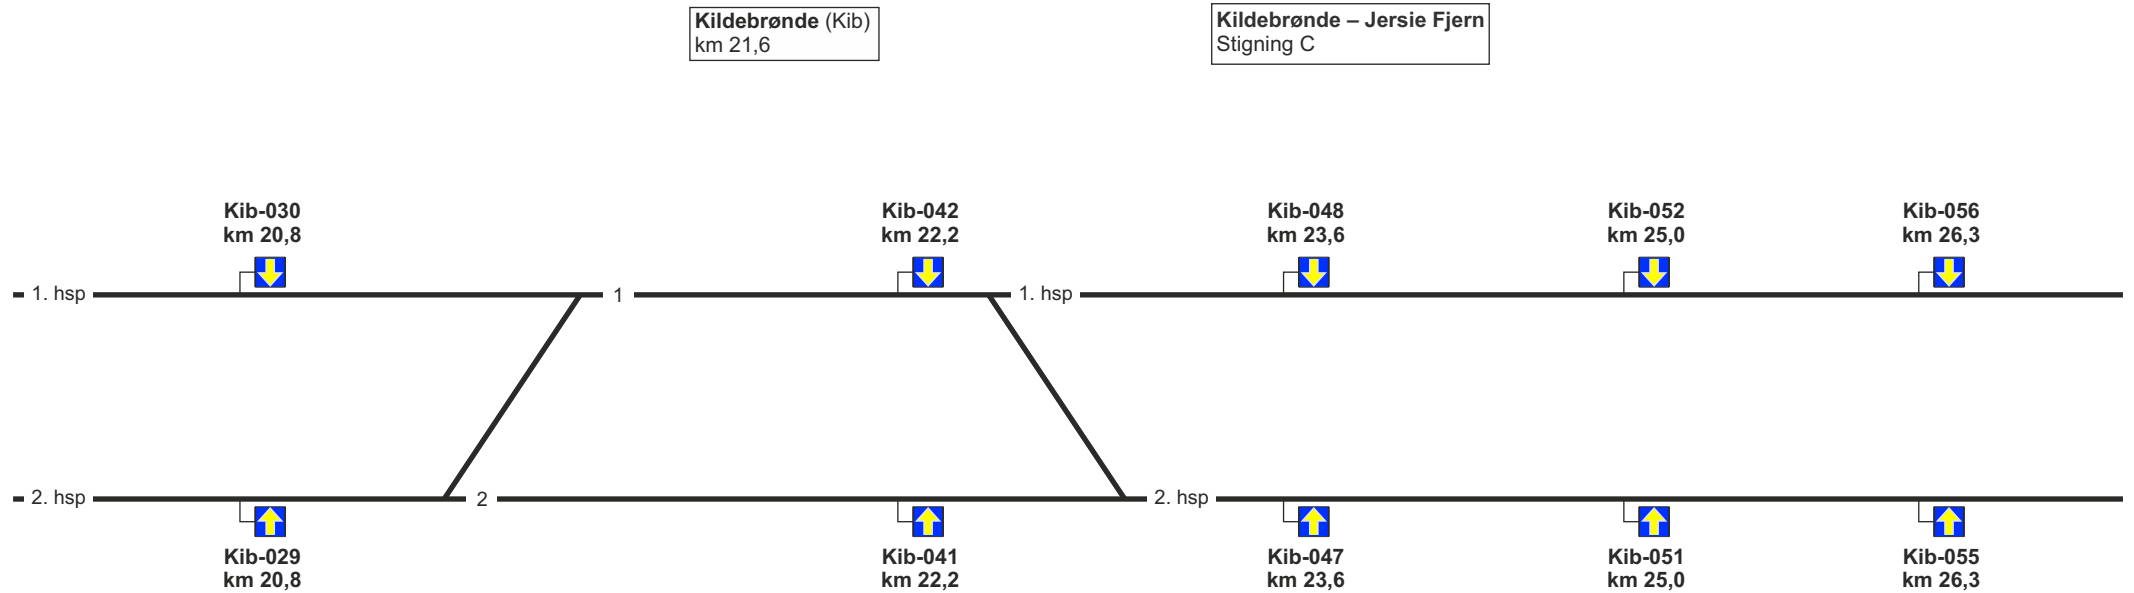 Kildebrønde (Kib)
km 21,6
Kildebrønde – Jersie Fjern
Stigning C
Kib-030
km 20,8
Kib-042
km 22,2
Kib-048
km 23,6
Kib-052
km 25,0
Kib-056
km 26,3
1. hsp
1
1. hsp
2. hsp
2
2. hsp
Kib-029
km 20,8
Kib-041
km 22,2
Kib-047
km 23,6
Kib-051
km 25,0
Kib-055
km 26,3